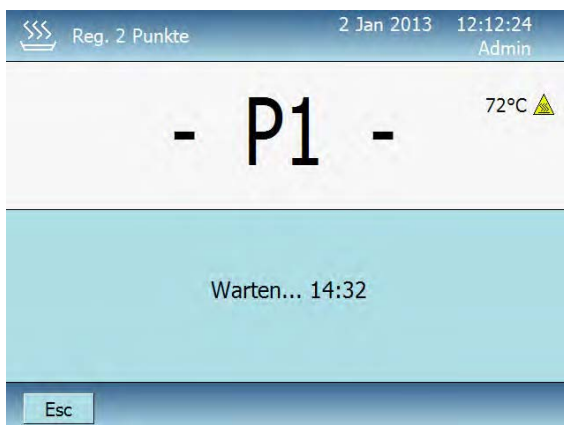 Reg. 2 Punkte
2 Jan 2013 12:12:24
Admin
- P1 -
72°C
Warten... 14:32
Esc